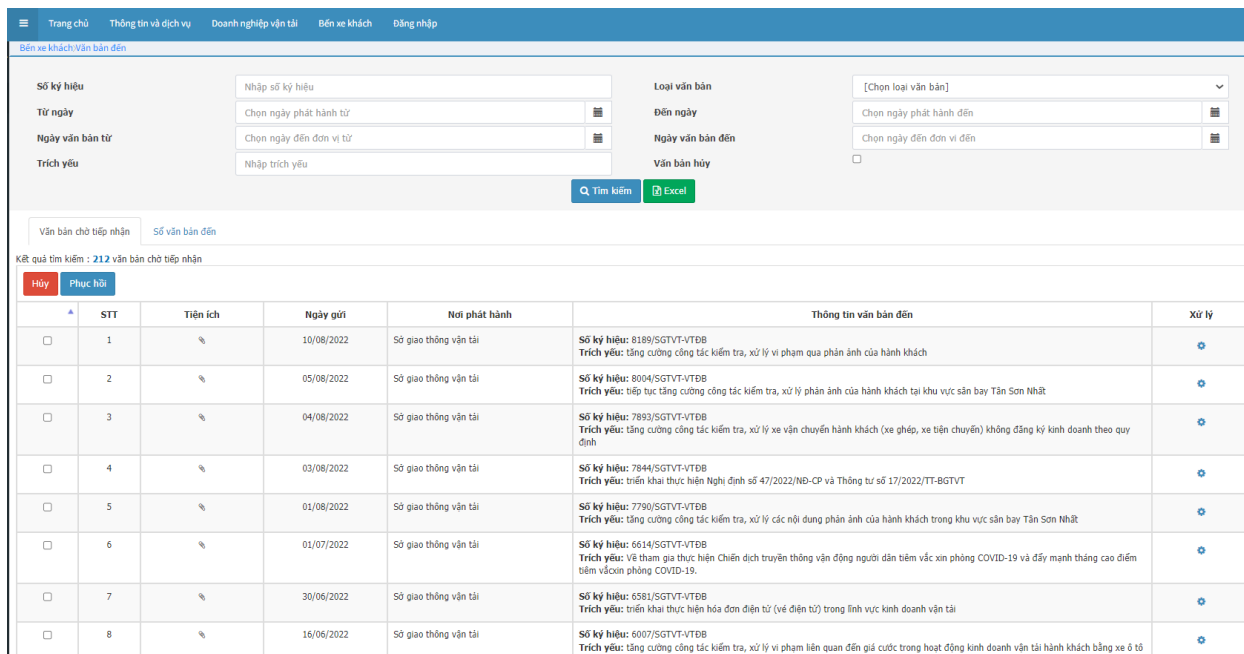 Trang chủ Thông tin và dịch vụ Doanh nghiệp vận tải Bến xe khách Đăng nhập
Bến xe khách\Văn bản đến
Số ký hiệu Nhập số ký hiệu Loại văn bản [Chọn loại văn bản]
Từ ngày Chọn ngày phát hành từ Đến ngày Chọn ngày phát hành đến
Ngày văn bản từ Chọn ngày đến đơn vị từ Ngày văn bản đến Chọn ngày đến đơn vi đến
Trích yếu Nhập trích yếu Văn bản hủy
Tìm kiếm Excel
Văn bản chờ tiếp nhận Sổ văn bản đến
Kết quả tìm kiếm : 212 văn bản chờ tiếp nhận
Hủy Phục hồi
STT Tiện ích Ngày gửi Nơi phát hành Thông tin văn bản đến Xử lý
1 10/08/2022 Sở giao thông vận tải Số ký hiệu: 8189/SGTVT-VTĐB
Trích yếu: tăng cường công tác kiểm tra, xử lý vi phạm qua phản ánh của hành khách
2 05/08/2022 Sở giao thông vận tải Số ký hiệu: 8004/SGTVT-VTĐB
Trích yếu: tiếp tục tăng cường công tác kiểm tra, xử lý phản ánh của hành khách tại khu vực sân bay Tân Sơn Nhất
3 04/08/2022 Sở giao thông vận tải Số ký hiệu: 7893/SGTVT-VTĐB
Trích yếu: tăng cường công tác kiểm tra, xử lý xe vận chuyển hành khách (xe ghép, xe tiện chuyến) không đăng ký kinh doanh theo quy
định
4 03/08/2022 Sở giao thông vận tải Số ký hiệu: 7844/SGTVT-VTĐB
Trích yếu: triển khai thực hiện Nghị định số 47/2022/NĐ-CP và Thông tư số 17/2022/TT-BGTVT
5 01/08/2022 Sở giao thông vận tải Số ký hiệu: 7790/SGTVT-VTĐB
Trích yếu: tăng cường công tác kiểm tra, xử lý các nội dung phản ánh của hành khách trong khu vực sân bay Tân Sơn Nhất
6 01/07/2022 Sở giao thông vận tải Số ký hiệu: 6614/SGTVT-VTĐB
Trích yếu: Về tham gia thực hiện Chiến dịch truyền thông vận động người dân tiêm vắc xin phòng COVID-19 và đẩy mạnh tháng cao điểm
tiêm vắcxin phòng COVID-19.
7 30/06/2022 Sở giao thông vận tải Số ký hiệu: 6581/SGTVT-VTĐB
Trích yếu: triển khai thực hiện hóa đơn điện tử (vé điện tử) trong lĩnh vực kinh doanh vận tải
8 16/06/2022 Sở giao thông vận tải Số ký hiệu: 6007/SGTVT-VTĐB
Trích yếu: tăng cường công tác kiểm tra, xử lý vi phạm liên quan đến giá cước trong hoạt động kinh doanh vận tải hành khách bằng xe ô tô